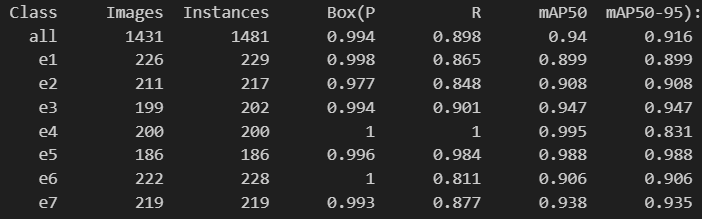 Class Images Instances Box(P R mAP50 mAP50-95):
all 1431 1481 0.994 0.898 0.94 0.916
e1 226 229 0.998 0.865 0.899 0.899
e2 211 217 0.977 0.848 0.908 0.908
e3 199 202 0.994 0.901 0.947 0.947
e4 200 200 1 1 0.995 0.831
e5 186 186 0.996 0.984 0.988 0.988
e6 222 228 1 0.811 0.906 0.906
e7 219 219 0.993 0.877 0.938 0.935